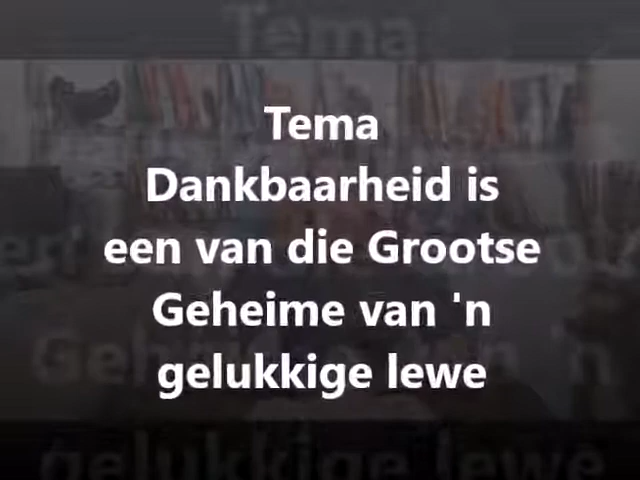 Tema
Dankbaarheid is
een van die Grootse
Geheime van 'n
gelukkige lewe